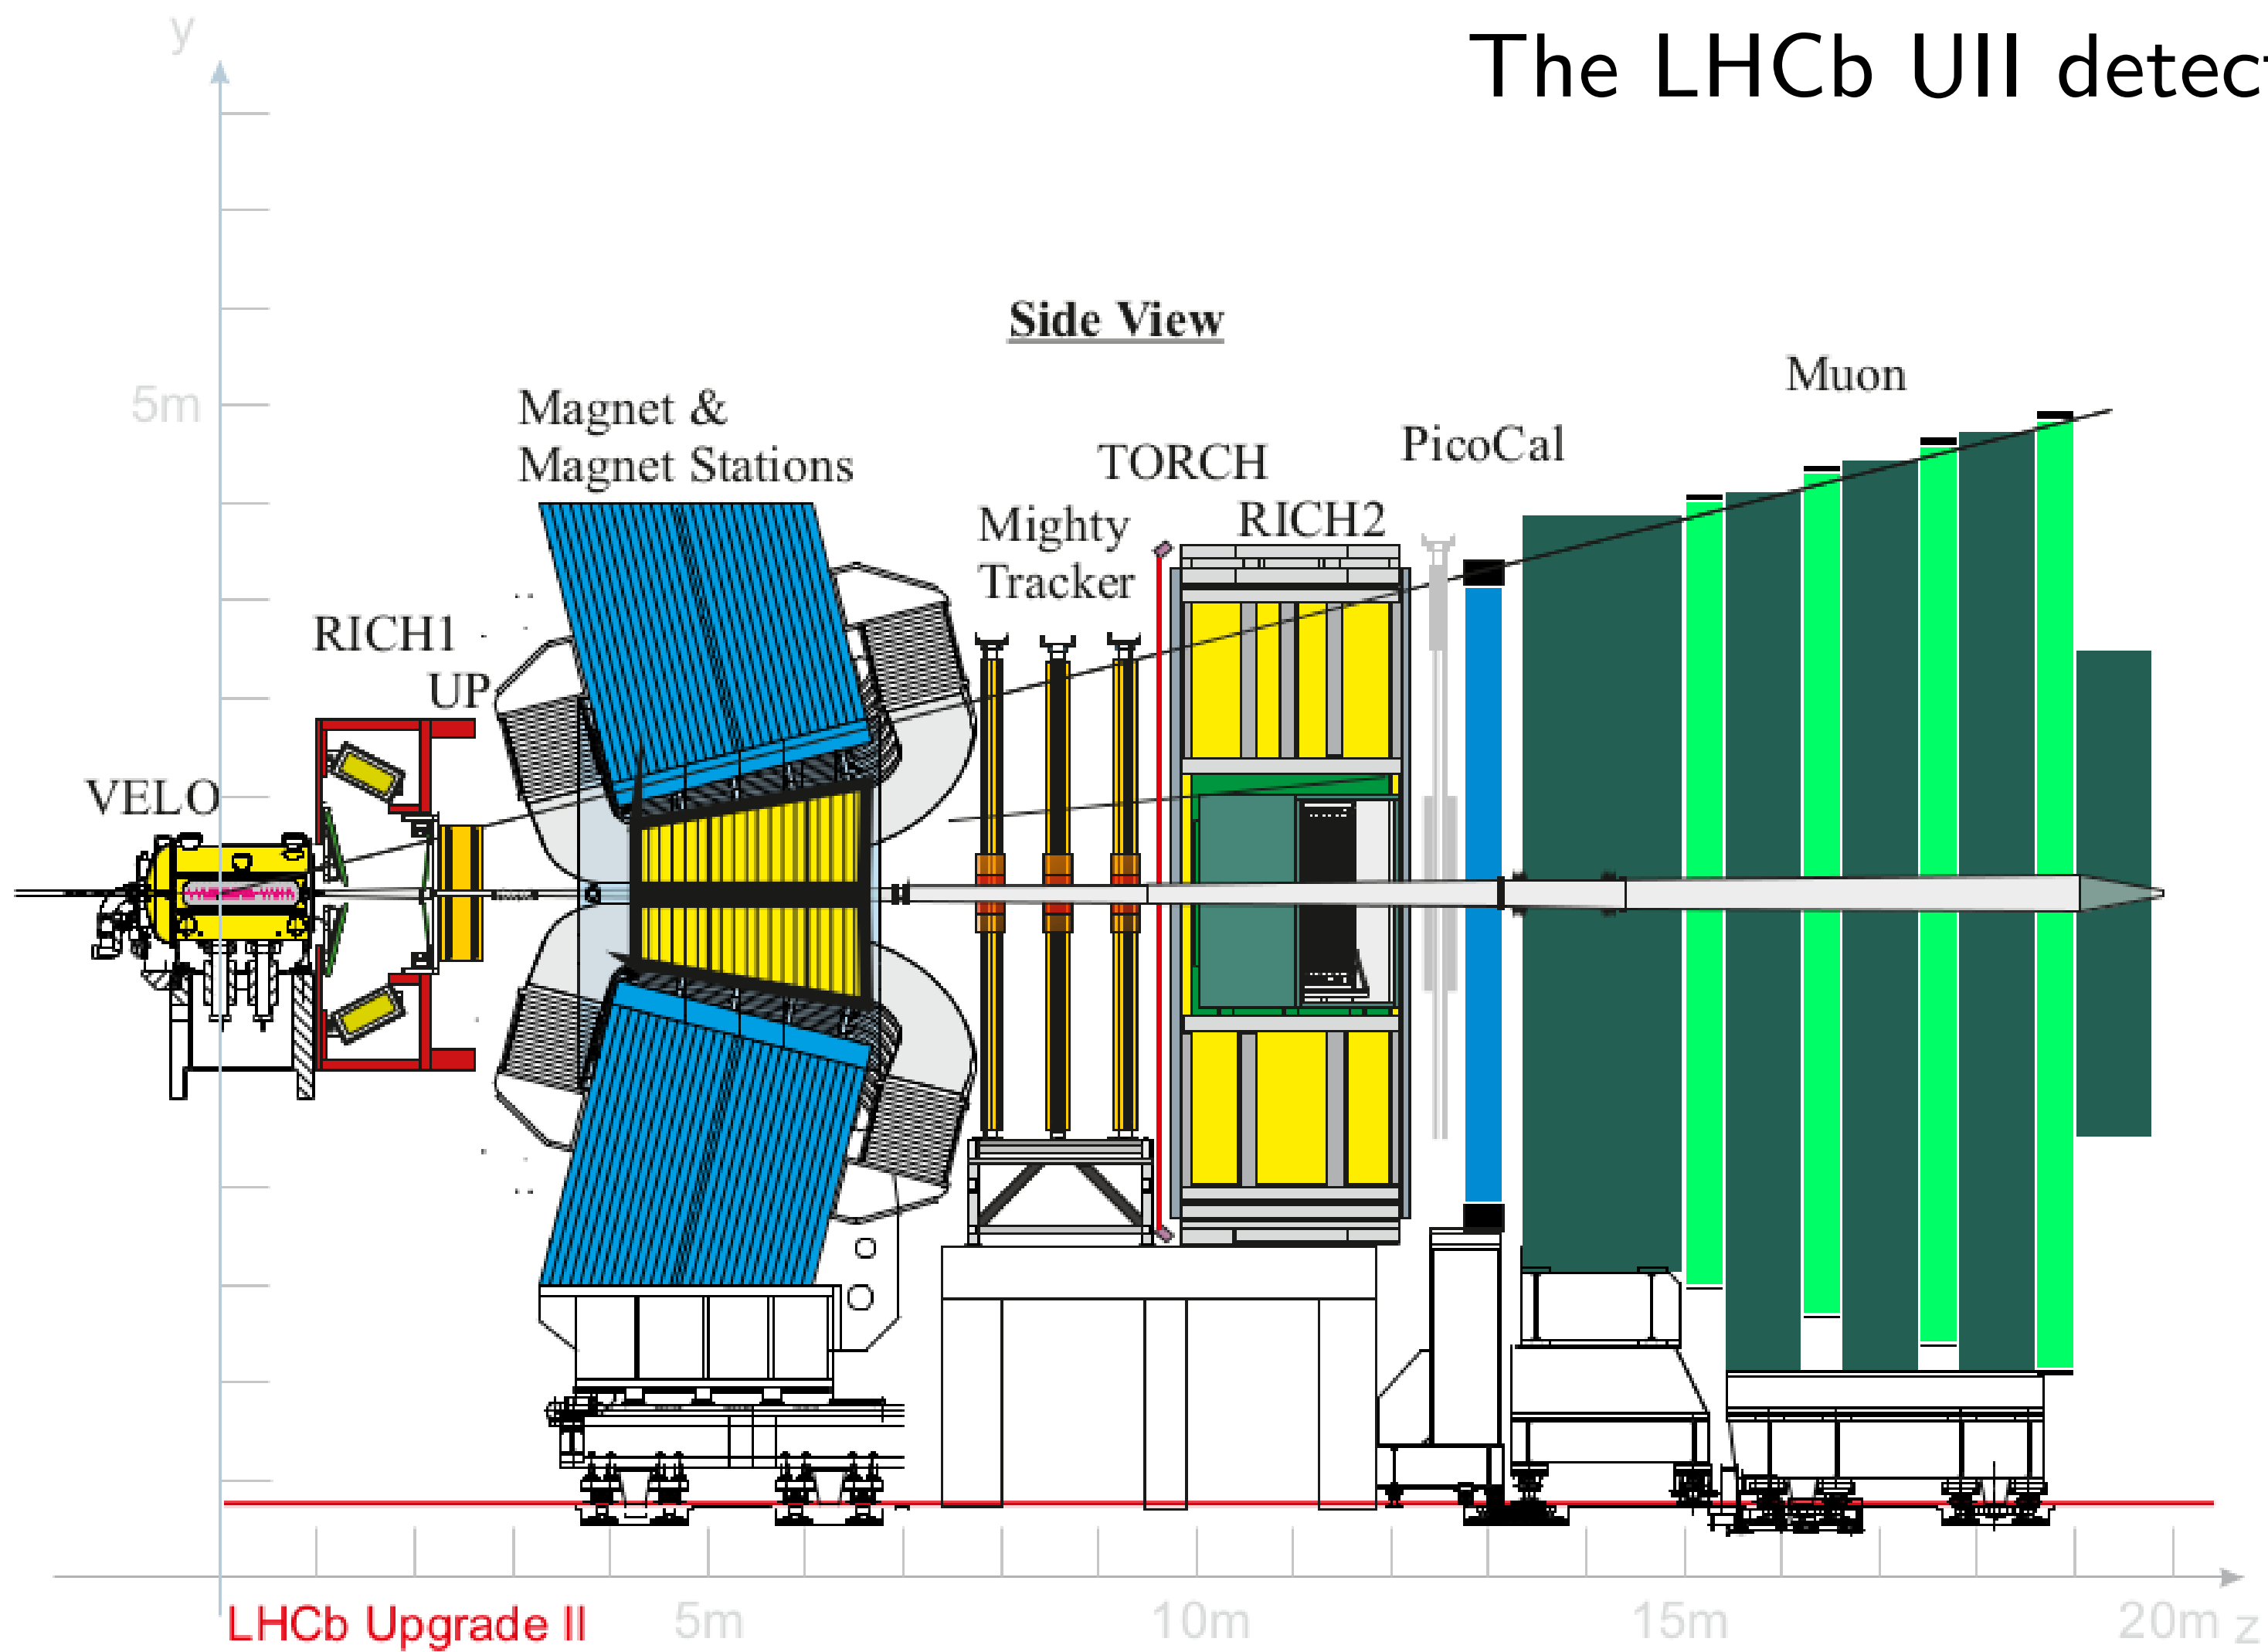 The LHCb UII detect
y
Side View
5m
Magnet &
Magnet Stations
Muon
PicoCal
TORCH
RICH2
Mighty
Tracker
RICH1
UP
VELO
LHCb Upgrade II
5m
10m
15m
20m z